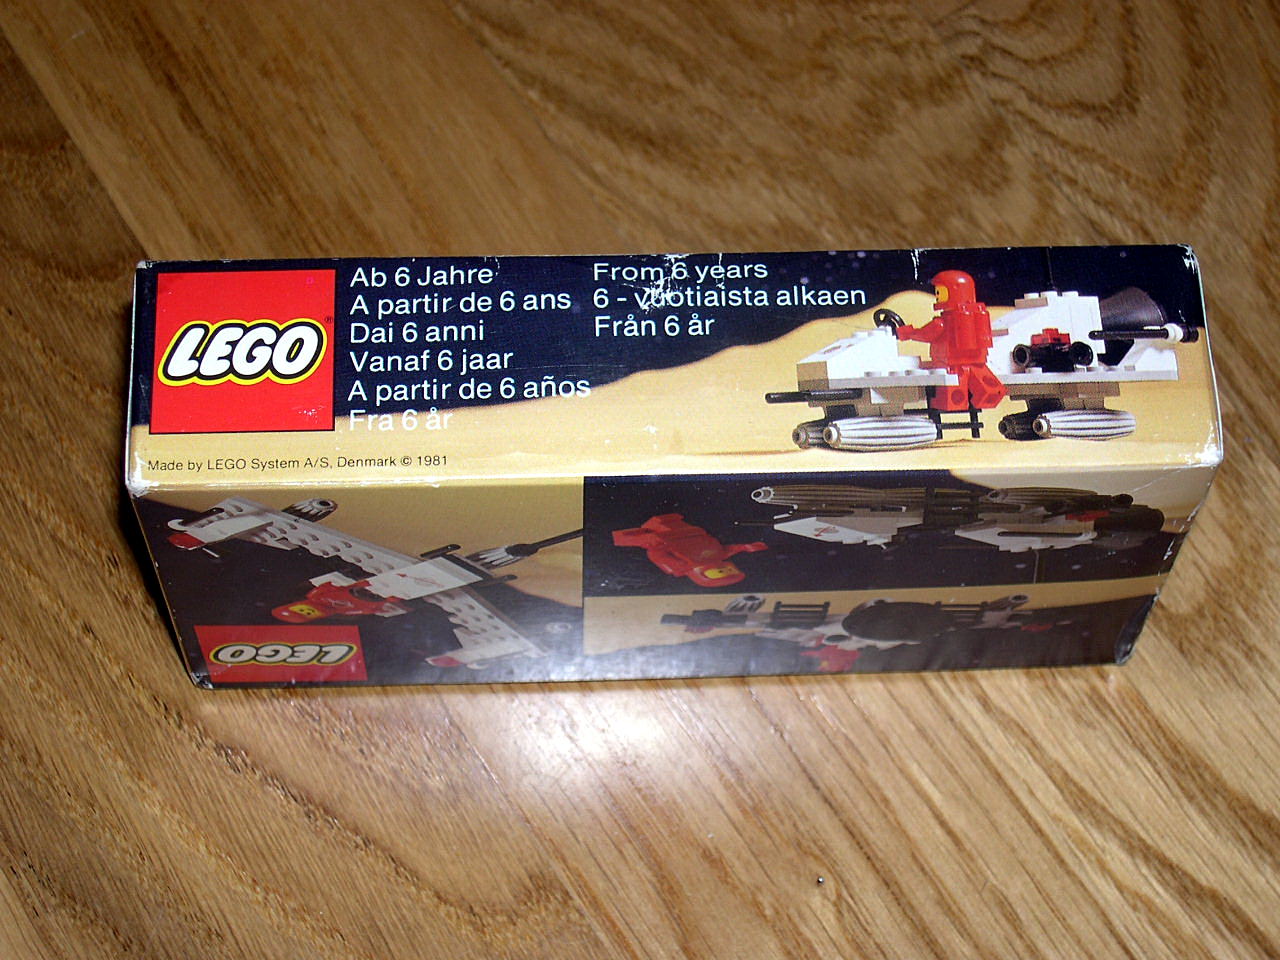 LEGO®
Ab 6 Jahre
A partir de 6 ans
Dai 6 anni
Vanaf 6 jaar
A partir de 6 años
Fra 6 år
From 6 years
6 - vuotiaista alkaen
Från 6 år
Made by LEGO System A/S, Denmark © 1981
LEGO